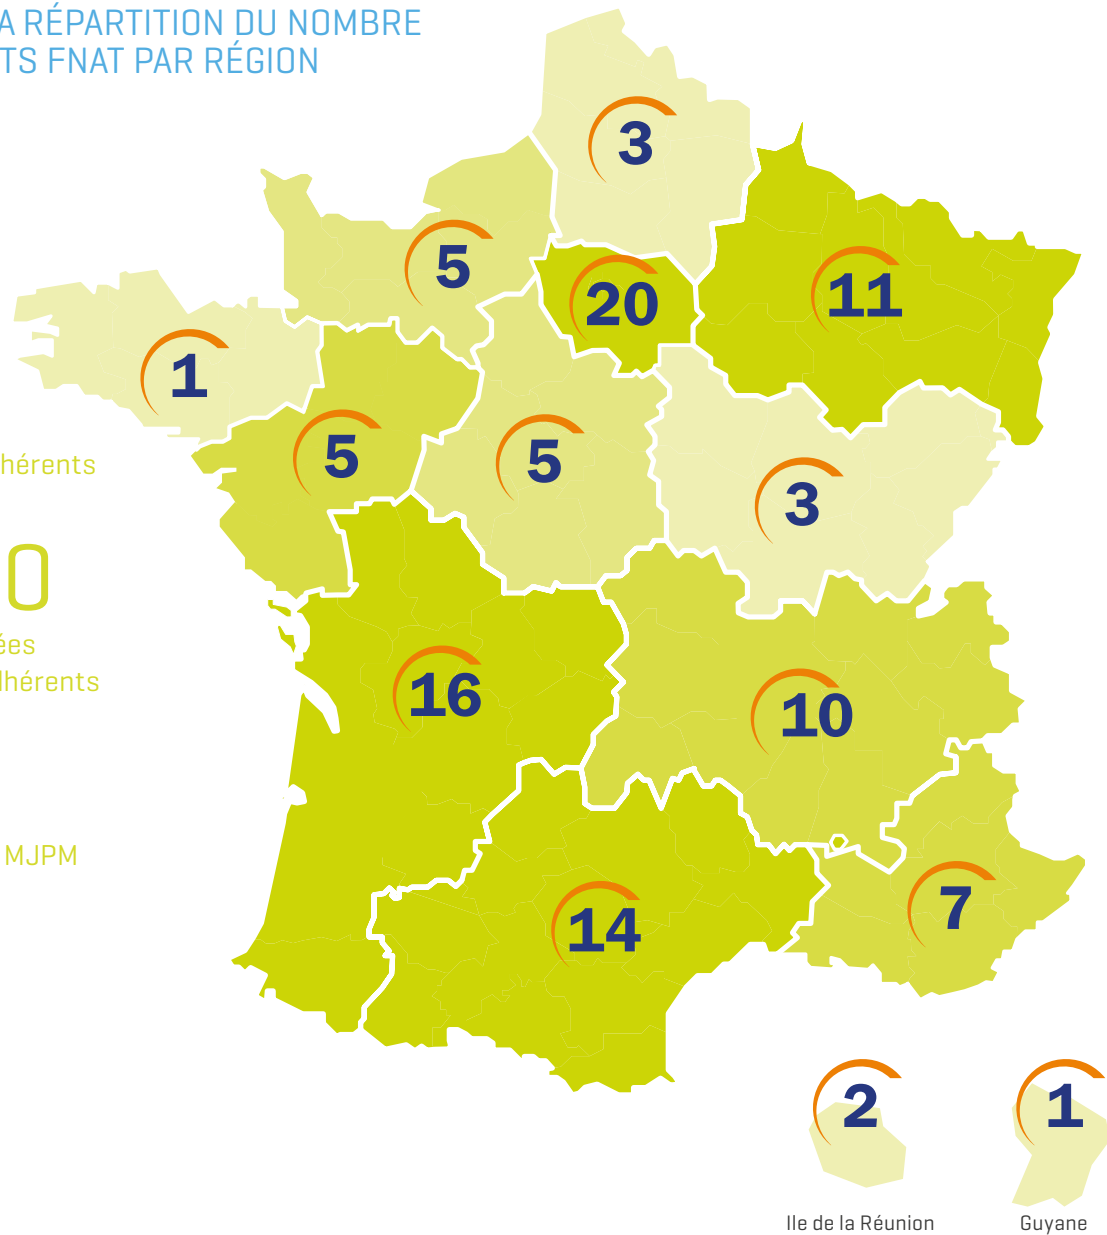 A RÉPARTITION DU NOMBRE
TS FNAT PAR RÉGION
3
5
20
11
1
5
5
3
hérents
0
ées
lhérents
16
10
MJPM
7
14
2
1
Ile de la Réunion
Guyane